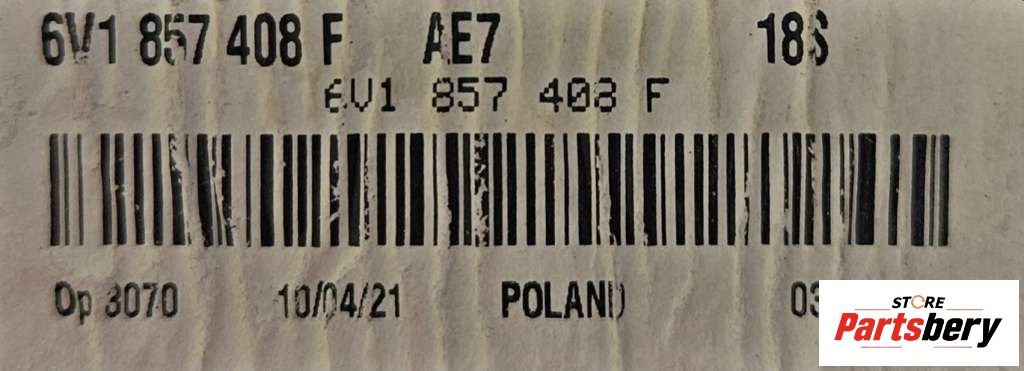 6V1 857 408 F AE7 18S
6V1 857 408 F
Op 3070 10/04/21 POLAND
STORE
Partsbery